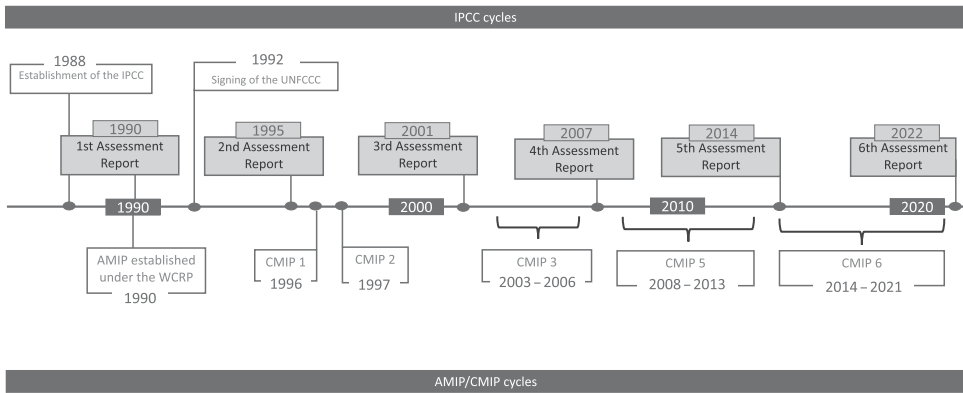 IPCC cycles
1988
Establishment of the IPCC
1992
Signing of the UNFCCC
1990
1st Assessment
Report
1995
2nd Assessment
Report
2001
3rd Assessment
Report
2007
4th Assessment
Report
2014
5th Assessment
Report
2022
6th Assessment
Report
1990
2000
2010
2020
AMIP established
under the WCRP
1990
CMIP 1
1996
CMIP 2
1997
CMIP 3
2003 – 2006
CMIP 5
2008 – 2013
CMIP 6
2014 – 2021
AMIP/CMIP cycles